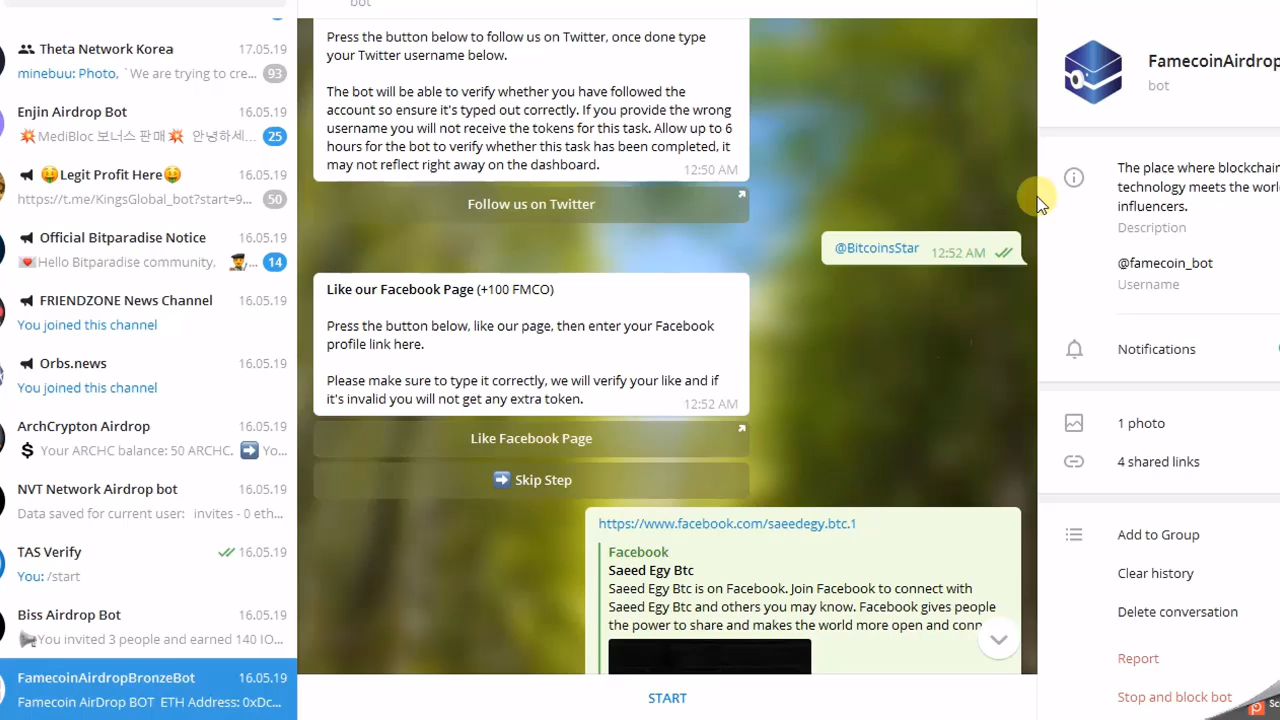 Theta Network Korea 17.05.19
minebuu: Photo, `We are trying to cre... 93
Enjin Airdrop Bot 16.05.19
💥MediBloc 보너스 판매💥 안녕하세... 25
🤑Legit Profit Here🤑 16.05.19
https://t.me/KingsGlobal_bot?start=9... 50
Official Bitparadise Notice 16.05.19
💌Hello Bitparadise community, ... 14
FRIENDZONE News Channel 16.05.19
You joined this channel
Orbs.news 16.05.19
You joined this channel
ArchCrypton Airdrop 16.05.19
💲 Your ARCHC balance: 50 ARCHC. ➡️ Yo...
NVT Network Airdrop bot 16.05.19
Data saved for current user: invites - 0 eth...
TAS Verify 16.05.19
You: /start
Biss Airdrop Bot 16.05.19
You invited 3 people and earned 140 IO...
FamecoinAirdropBronzeBot 16.05.19
Famecoin AirDrop BOT ETH Address: 0xDc...
bot
Press the button below to follow us on Twitter, once done type
your Twitter username below.
The bot will be able to verify whether you have followed the
account so ensure it's typed out correctly. If you provide the wrong
username you will not receive the tokens for this task. Allow up to 6
hours for the bot to verify whether this task has been completed, it
may not reflect right away on the dashboard. 12:50 AM
Follow us on Twitter
@BitcoinsStar 12:52 AM
Like our Facebook Page (+100 FMCO)
Press the button below, like our page, then enter your Facebook
profile link here.
Please make sure to type it correctly, we will verify your like and if
it's invalid you will not get any extra token. 12:52 AM
Like Facebook Page
➡️ Skip Step
https://www.facebook.com/saeedegy.btc.1
Facebook
Saeed Egy Btc
Saeed Egy Btc is on Facebook. Join Facebook to connect with
Saeed Egy Btc and others you may know. Facebook gives people
the power to share and makes the world more open and conn
START
FamecoinAirdrop
bot
The place where blockchain
technology meets the worl
influencers.
Description
@famecoin_bot
Username
Notifications
1 photo
4 shared links
Add to Group
Clear history
Delete conversation
Report
Stop and block bot
Sc